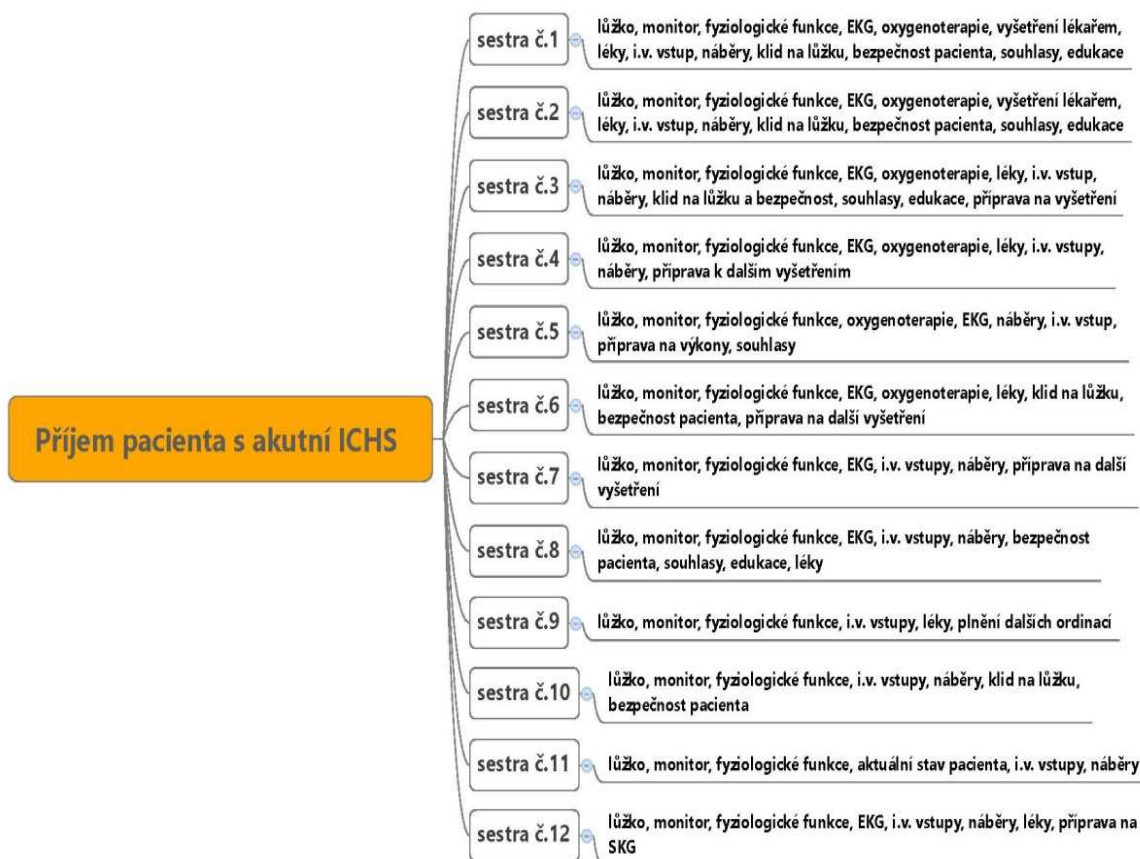 Příjem pacienta s akutní ICHS
sestra č.1
lůžko, monitor, fyziologické funkce, EKG, oxygenoterapie, vyšetření lékařem,
léky, i.v. vstup, náběry, klid na lůžku, bezpečnost pacienta, souhlasy, edukace
sestra č.2
lůžko, monitor, fyziologické funkce, EKG, oxygenoterapie, vyšetření lékařem,
léky, i.v. vstup, náběry, klid na lůžku, bezpečnost pacienta, souhlasy, edukace
sestra č.3
lůžko, monitor, fyziologické funkce, EKG, oxygenoterapie, léky, i.v. vstup,
náběry, klid na lůžku a bezpečnost, souhlasy, edukace, příprava na vyšetření
sestra č.4
lůžko, monitor, fyziologické funkce, EKG, oxygenoterapie, léky, i.v. vstupy,
náběry, příprava k dalším vyšetřením
sestra č.5
lůžko, monitor, fyziologické funkce, oxygenoterapie, EKG, náběry, i.v. vstup,
příprava na výkony, souhlasy
sestra č.6
lůžko, monitor, fyziologické funkce, EKG, oxygenoterapie, léky, klid na lůžku,
bezpečnost pacienta, příprava na další vyšetření
sestra č.7
lůžko, monitor, fyziologické funkce, EKG, i.v. vstupy, náběry, příprava na další
vyšetření
sestra č.8
lůžko, monitor, fyziologické funkce, EKG, i.v. vstupy, náběry, bezpečnost
pacienta, souhlasy, edukace, léky
sestra č.9
lůžko, monitor, fyziologické funkce, i.v. vstupy, léky, plnění dalších ordinací
sestra č.10
lůžko, monitor, fyziologické funkce, i.v. vstupy, náběry, klid na lůžku,
bezpečnost pacienta
sestra č.11
lůžko, monitor, fyziologické funkce, aktuální stav pacienta, i.v. vstupy, náběry
sestra č.12
lůžko, monitor, fyziologické funkce, EKG, i.v. vstupy, náběry, léky, příprava na
SKG